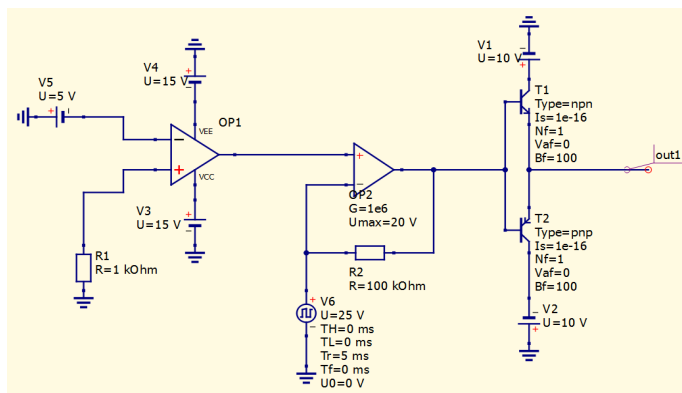 V1
U=10 V
V4
U=15 V
V5
U=5 V
OP1
VEE
VCC
T1
Type=npn
Is=1e-16
Nf=1
Vaf=0
Bf=100
out1
OP2
G=1e6
Umax=20 V
V3
U=15 V
T2
Type=pnp
Is=1e-16
Nf=1
Vaf=0
Bf=100
R1
R=1 kOhm
R2
R=100 kOhm
V6
U=25 V
TH=0 ms
TL=0 ms
Tr=5 ms
Tf=0 ms
U0=0 V
V2
U=10 V